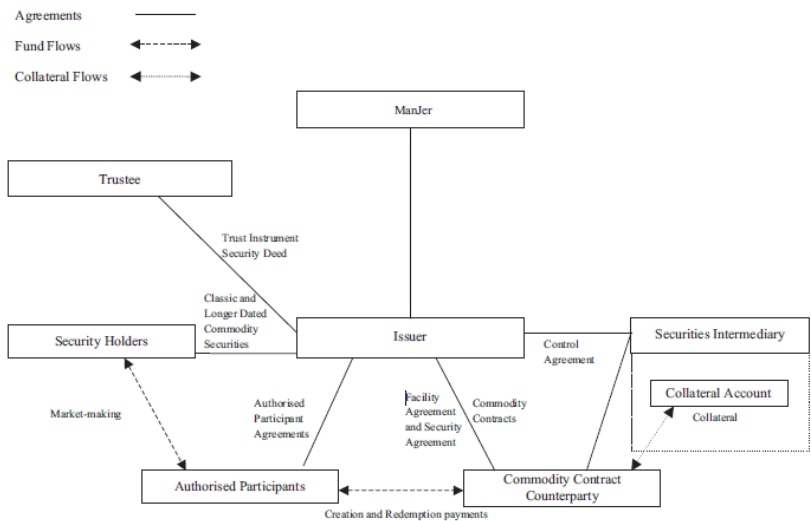 Agreements
Fund Flows
Collateral Flows
ManJer
Trustee
Trust Instrument
Security Deed
Classic and
Longer Dated
Commodity
Securities
Security Holders
Issuer
Securities Intermediary
Control
Agreement
Collateral Account
Collateral
Market-making
Authorised
Participant
Agreements
Facility
Agreement
and Security
Agreement
Commodity
Contracts
Authorised Participants
Commodity Contract
Counterparty
Creation and Redemption payments